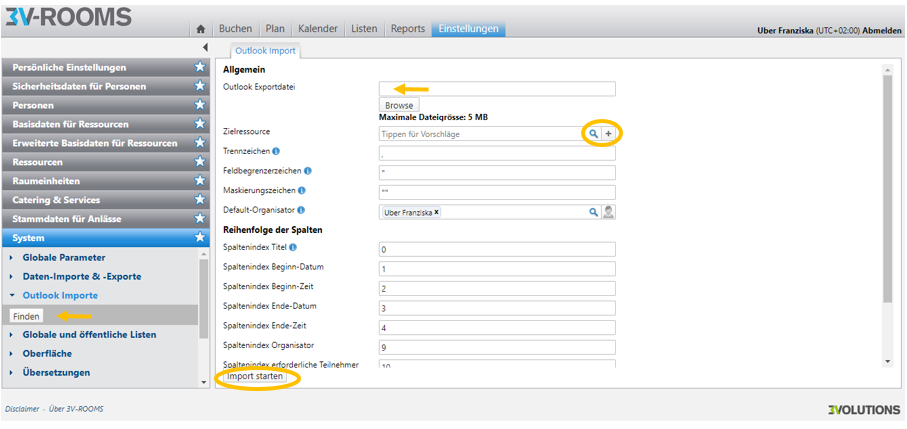 3V-ROOMS
Buchen Plan Kalender Listen Reports Einstellungen
Uber Franziska (UTC+02:00) Abmelden
Persönliche Einstellungen
Sicherheitsdaten für Personen
Personen
Basisdaten für Ressourcen
Erweiterte Basisdaten für Ressourcen
Ressourcen
Raumeinheiten
Catering & Services
Stammdaten für Anlässe
System
Globale Parameter
Daten-Importe & -Exporte
Outlook Importe
Finden
Globale und öffentliche Listen
Oberfläche
Übersetzungen
Outlook Import
Allgemein
Outlook Exportdatei
Browse
Maximale Dateigrösse: 5 MB
Zielressource Tippen für Vorschläge +
Trennzeichen i ,
Feldbegrenzerzeichen i "
Maskierungszeichen i ""
Default-Organisator i Uber Franziska x
Reihenfolge der Spalten
Spaltenindex Titel i 0
Spaltenindex Beginn-Datum 1
Spaltenindex Beginn-Zeit 2
Spaltenindex Ende-Datum 3
Spaltenindex Ende-Zeit 4
Spaltenindex Organisator 9
Spaltenindex erforderliche Teilnehmer 10
Import starten
Disclaimer - Über 3V-ROOMS
3VOLUTIONS